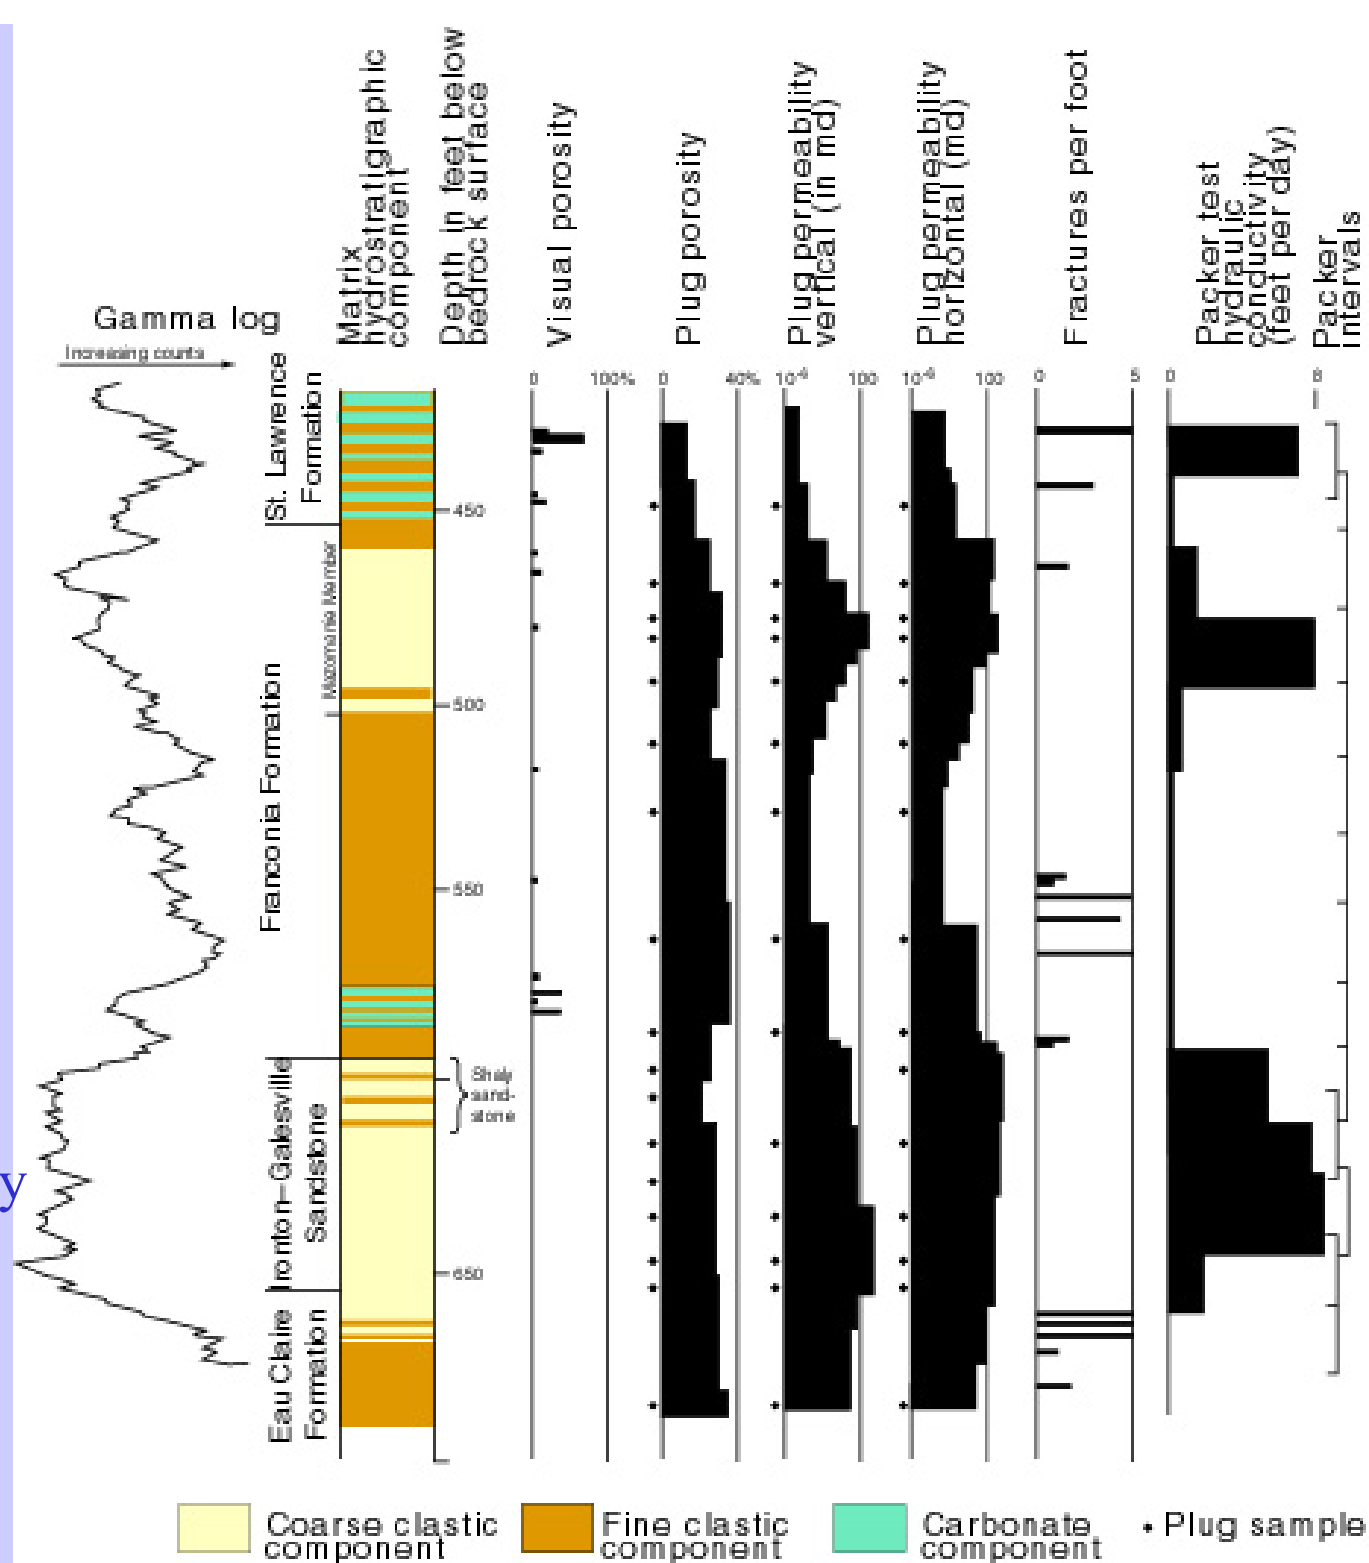 Gamma log
Increasing counts
Matrix
hydrostratigraphic
component
Depth in feet below
bedrock surface
Visual porosity
Plug porosity
Plug permeability
vertical (in md)
Plug permeability
horizontal (md)
Fractures per foot
Packer test
hydraulic
conductivity
(feet per day)
Packer
intervals
0 100% 0 40% 10⁻⁶ 100 10⁻⁶ 100 0 5 0
St. Lawrence
Formation
Mazomanie Member
Franconia Formation
Ironton-Galesville
Sandstone
Eau Claire
Formation
450
500
550
650
Shaly
sand-
stone
y
Coarse clastic
component
Fine clastic
component
Carbonate
component
• Plug sample